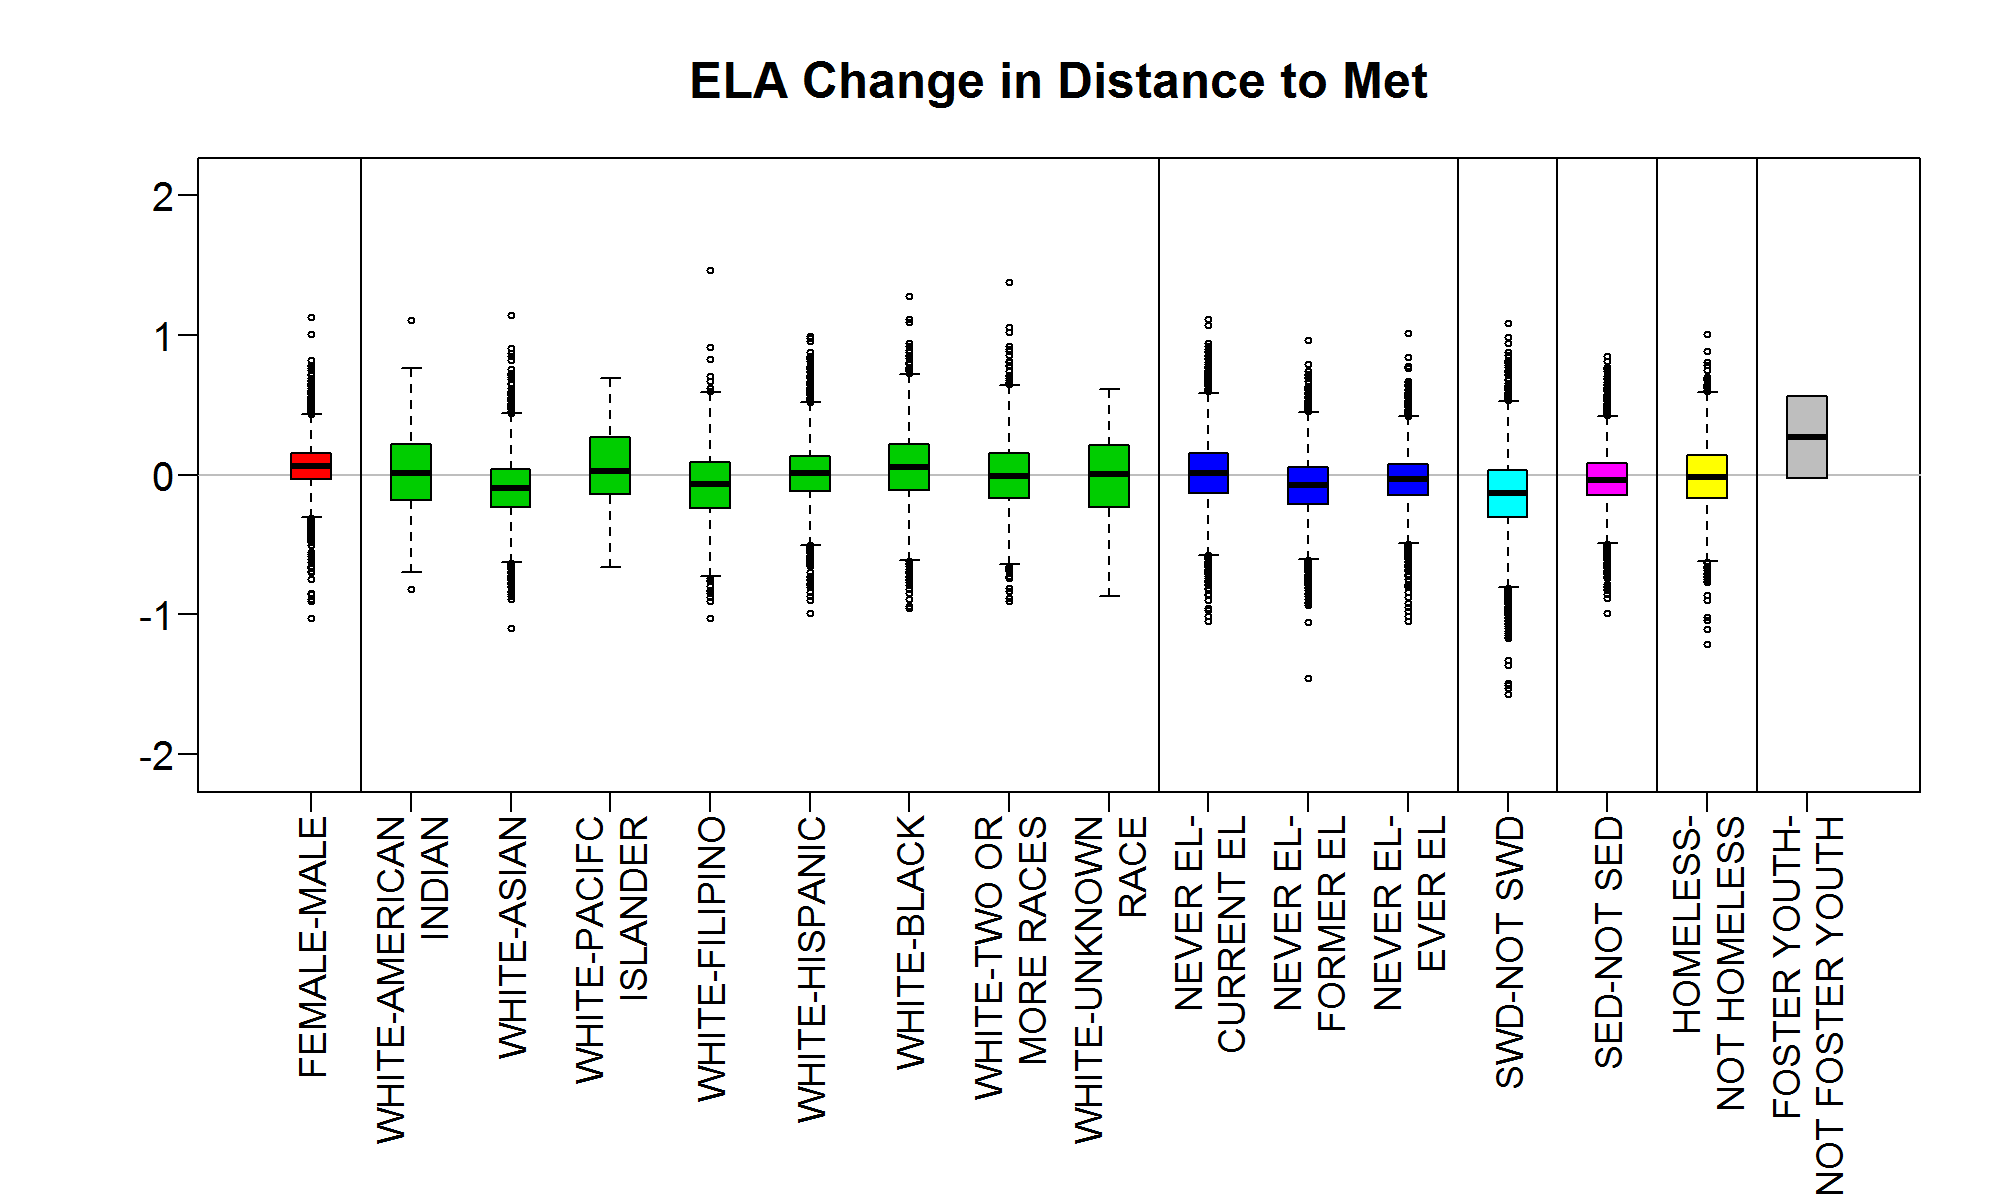 ELA Change in Distance to Met
2
1
0
-1
-2
FEMALE-MALE
WHITE-AMERICAN
INDIAN
WHITE-ASIAN
WHITE-PACIFC
ISLANDER
WHITE-FILIPINO
WHITE-HISPANIC
WHITE-BLACK
WHITE-TWO OR
MORE RACES
WHITE-UNKNOWN
RACE
NEVER EL-
CURRENT EL
NEVER EL-
FORMER EL
NEVER EL-
EVER EL
SWD-NOT SWD
SED-NOT SED
HOMELESS-
NOT HOMELESS
FOSTER YOUTH-
NOT FOSTER YOUTH